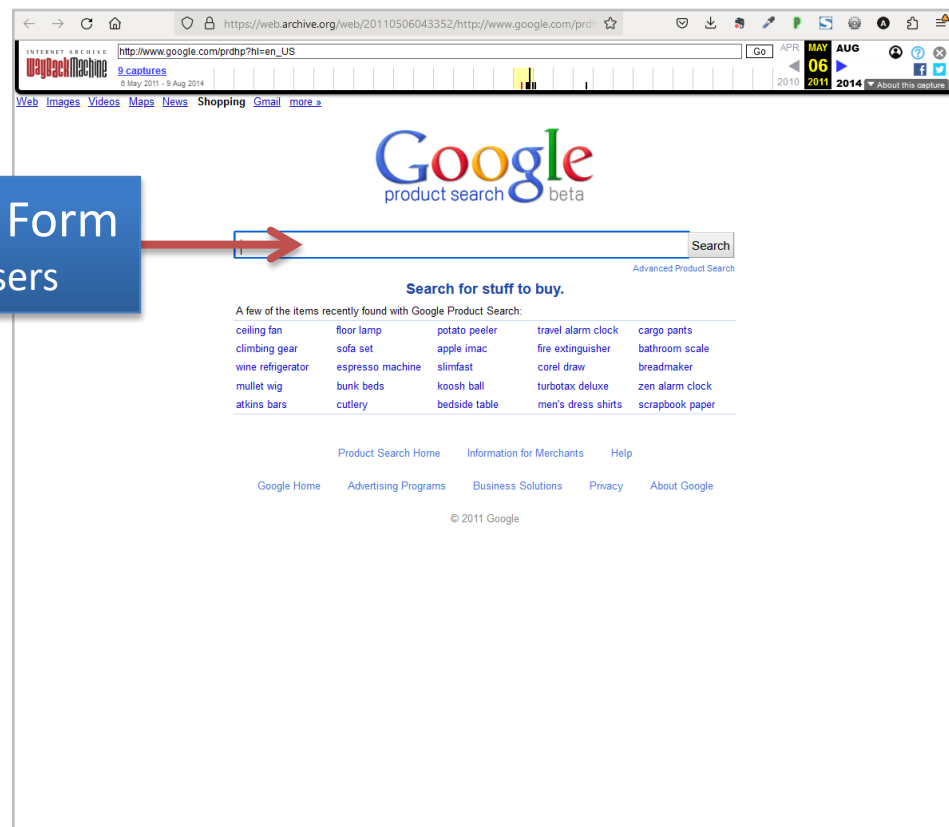 https://web.archive.org/web/20110506043352/http://www.google.com/prdh
INTERNET ARCHIVE
WayBackMachine
http://www.google.com/prdhp?hl=en_US
Go
9 captures
6 May 2011 - 9 Aug 2014
APR MAY AUG
06
2010 2011 2014
About this capture
Web Images Videos Maps News Shopping Gmail more »
Google
product search beta
Form
sers
Search
Advanced Product Search
Search for stuff to buy.
A few of the items recently found with Google Product Search:
ceiling fan floor lamp potato peeler travel alarm clock cargo pants
climbing gear sofa set apple imac fire extinguisher bathroom scale
wine refrigerator espresso machine slimfast corel draw breadmaker
mullet wig bunk beds koosh ball turbotax deluxe zen alarm clock
atkins bars cutlery bedside table men's dress shirts scrapbook paper
Product Search Home Information for Merchants Help
Google Home Advertising Programs Business Solutions Privacy About Google
© 2011 Google